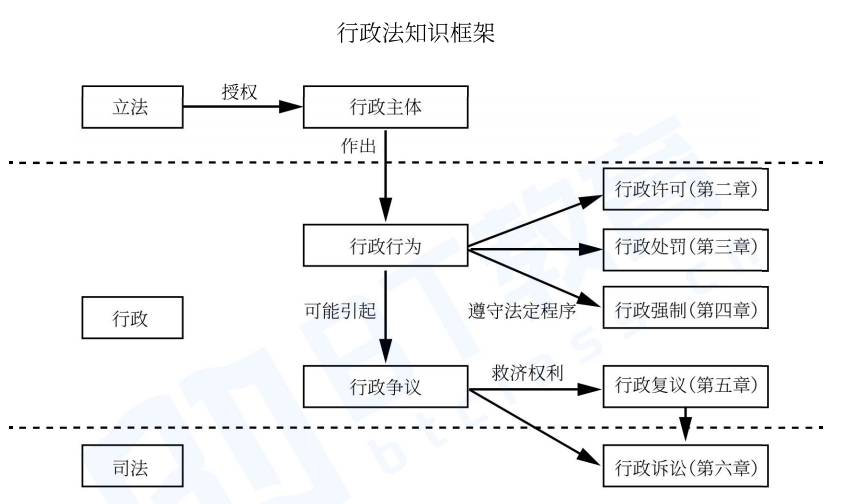 行政法知识框架
立法
授权
行政主体
作出
行政许可(第二章)
行政行为
行政处罚(第三章)
行政
可能引起
遵守法定程序
行政强制(第四章)
行政争议
救济权利
行政复议(第五章)
司法
行政诉讼(第六章)
BT教育